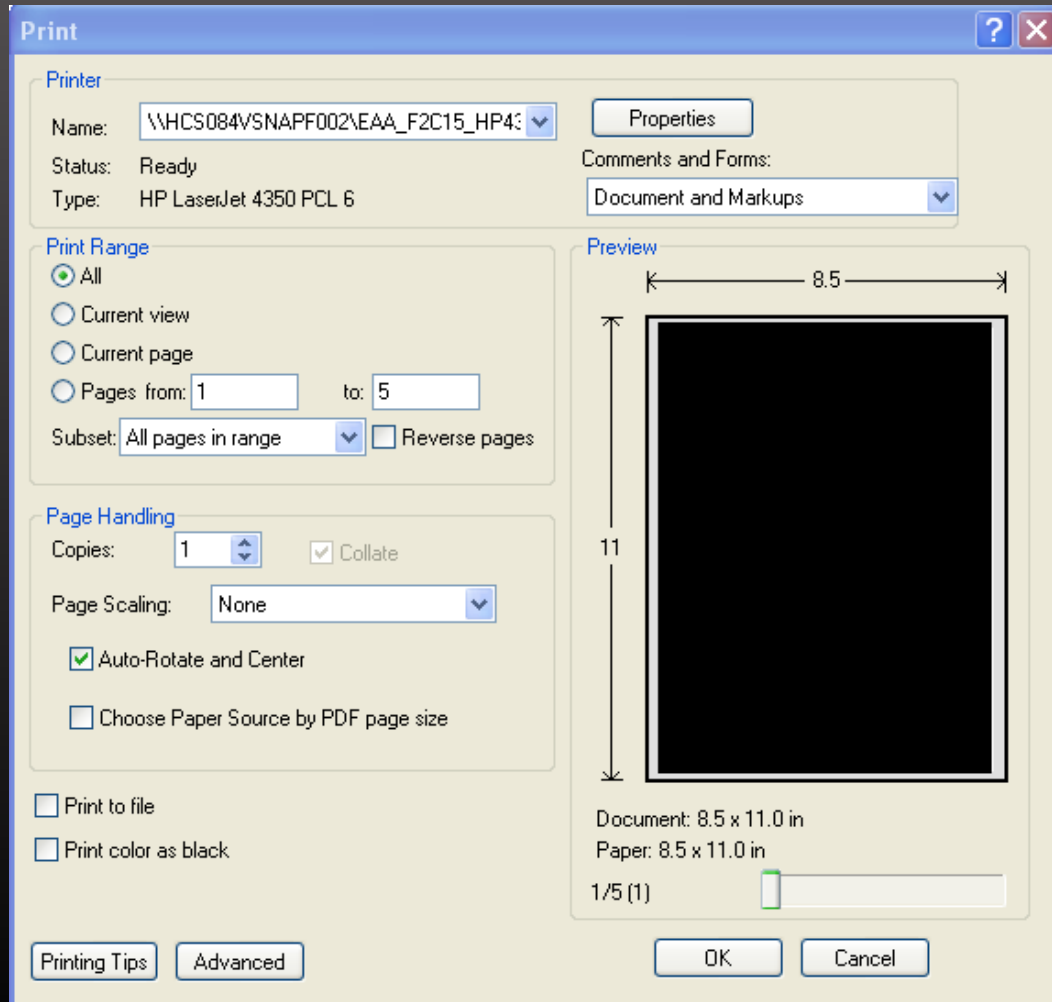 Print
Printer
Name: \\HCS084VSNAPF002\EAA_F2C15_HP43
Properties
Status: Ready
Comments and Forms:
Type: HP LaserJet 4350 PCL 6
Document and Markups
Print Range
All
Current view
Current page
Pages from: 1 to: 5
Subset: All pages in range Reverse pages
Page Handling
Copies: 1 Collate
Page Scaling: None
Auto-Rotate and Center
Choose Paper Source by PDF page size
Print to file
Print color as black
Preview
8.5
11
Document: 8.5 x 11.0 in
Paper: 8.5 x 11.0 in
1/5 (1)
Printing Tips Advanced
OK Cancel